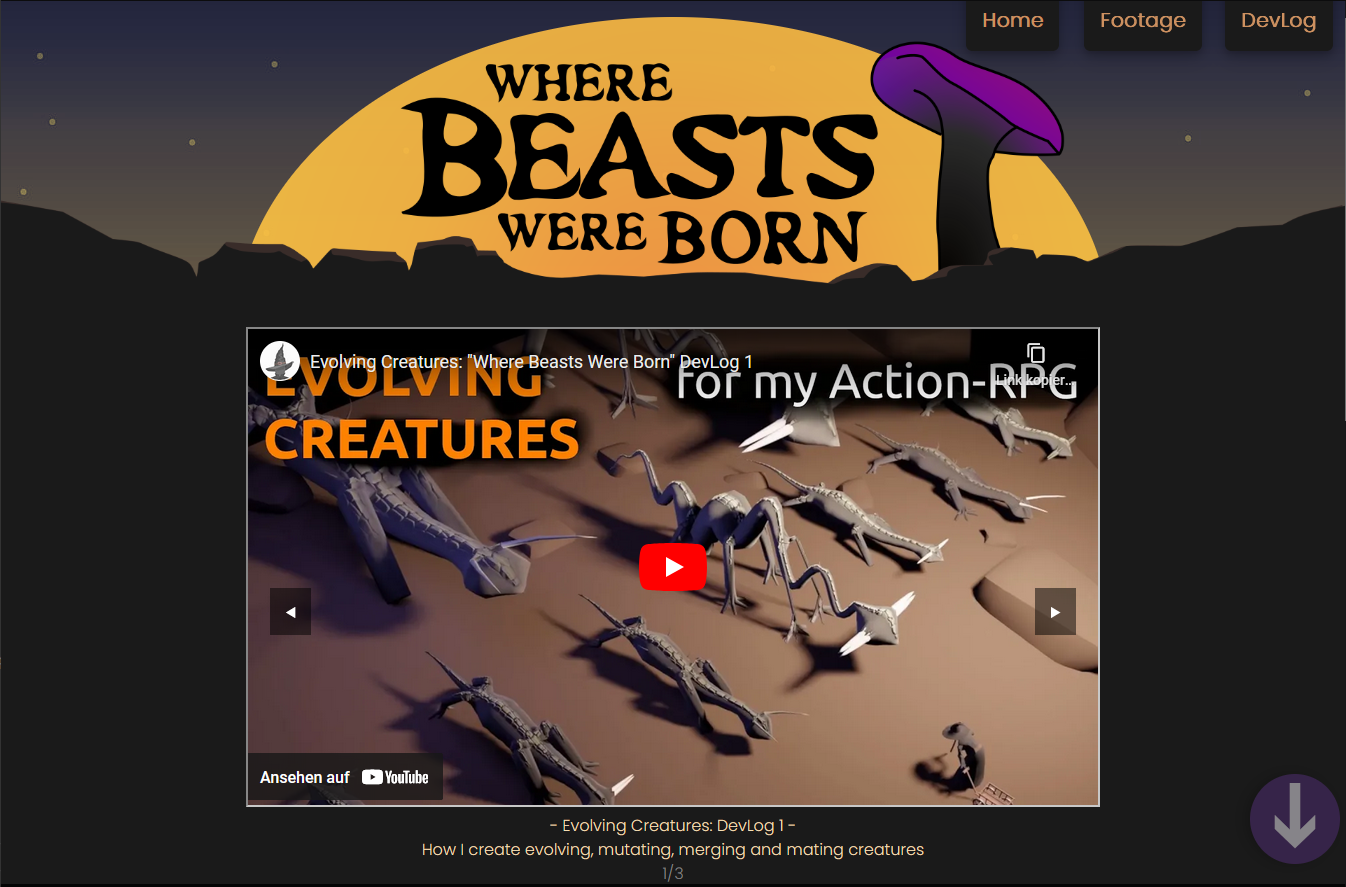 Home
Footage
DevLog
WHERE
BEASTS
WERE BORN
Evolving Creatures: "Where Beasts Were Born" DevLog 1
Link kopier...
EVOLVING
for my Action-RPG
CREATURES
Ansehen auf YouTube
- Evolving Creatures: DevLog 1 -
How I create evolving, mutating, merging and mating creatures
1/3